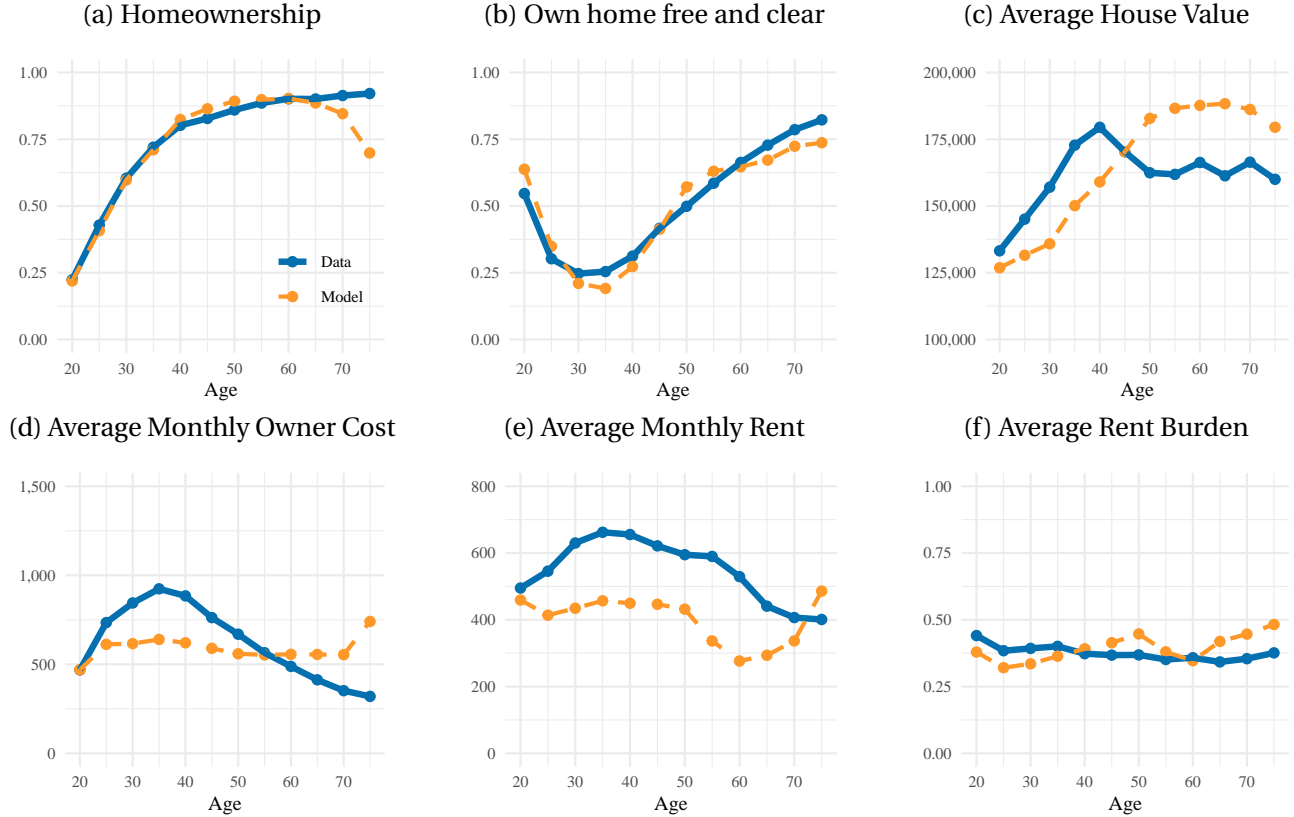 (a) Homeownership
(b) Own home free and clear
(c) Average House Value
1.00
0.75
0.50
0.25
0.00
Data
Model
20 30 40 50 60 70
Age
1.00
0.75
0.50
0.25
0.00
20 30 40 50 60 70
Age
200,000
175,000
150,000
125,000
100,000
20 30 40 50 60 70
Age
(d) Average Monthly Owner Cost
(e) Average Monthly Rent
(f) Average Rent Burden
1,500
1,000
500
0
20 30 40 50 60 70
Age
800
600
400
200
0
20 30 40 50 60 70
Age
1.00
0.75
0.50
0.25
0.00
20 30 40 50 60 70
Age